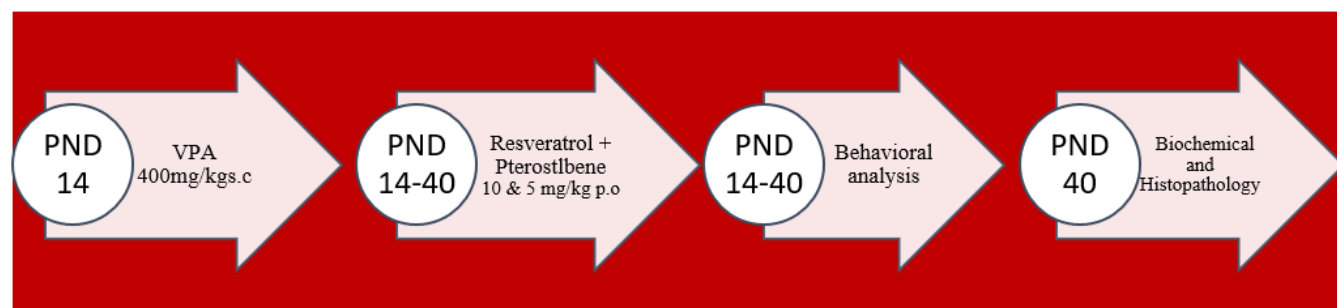 PND
14
VPA
400mg/kgs.c
PND
14-40
Resveratrol +
Pterostlbene
10 & 5 mg/kg p.o
PND
14-40
Behavioral
analysis
PND
40
Biochemical
and
Histopathology